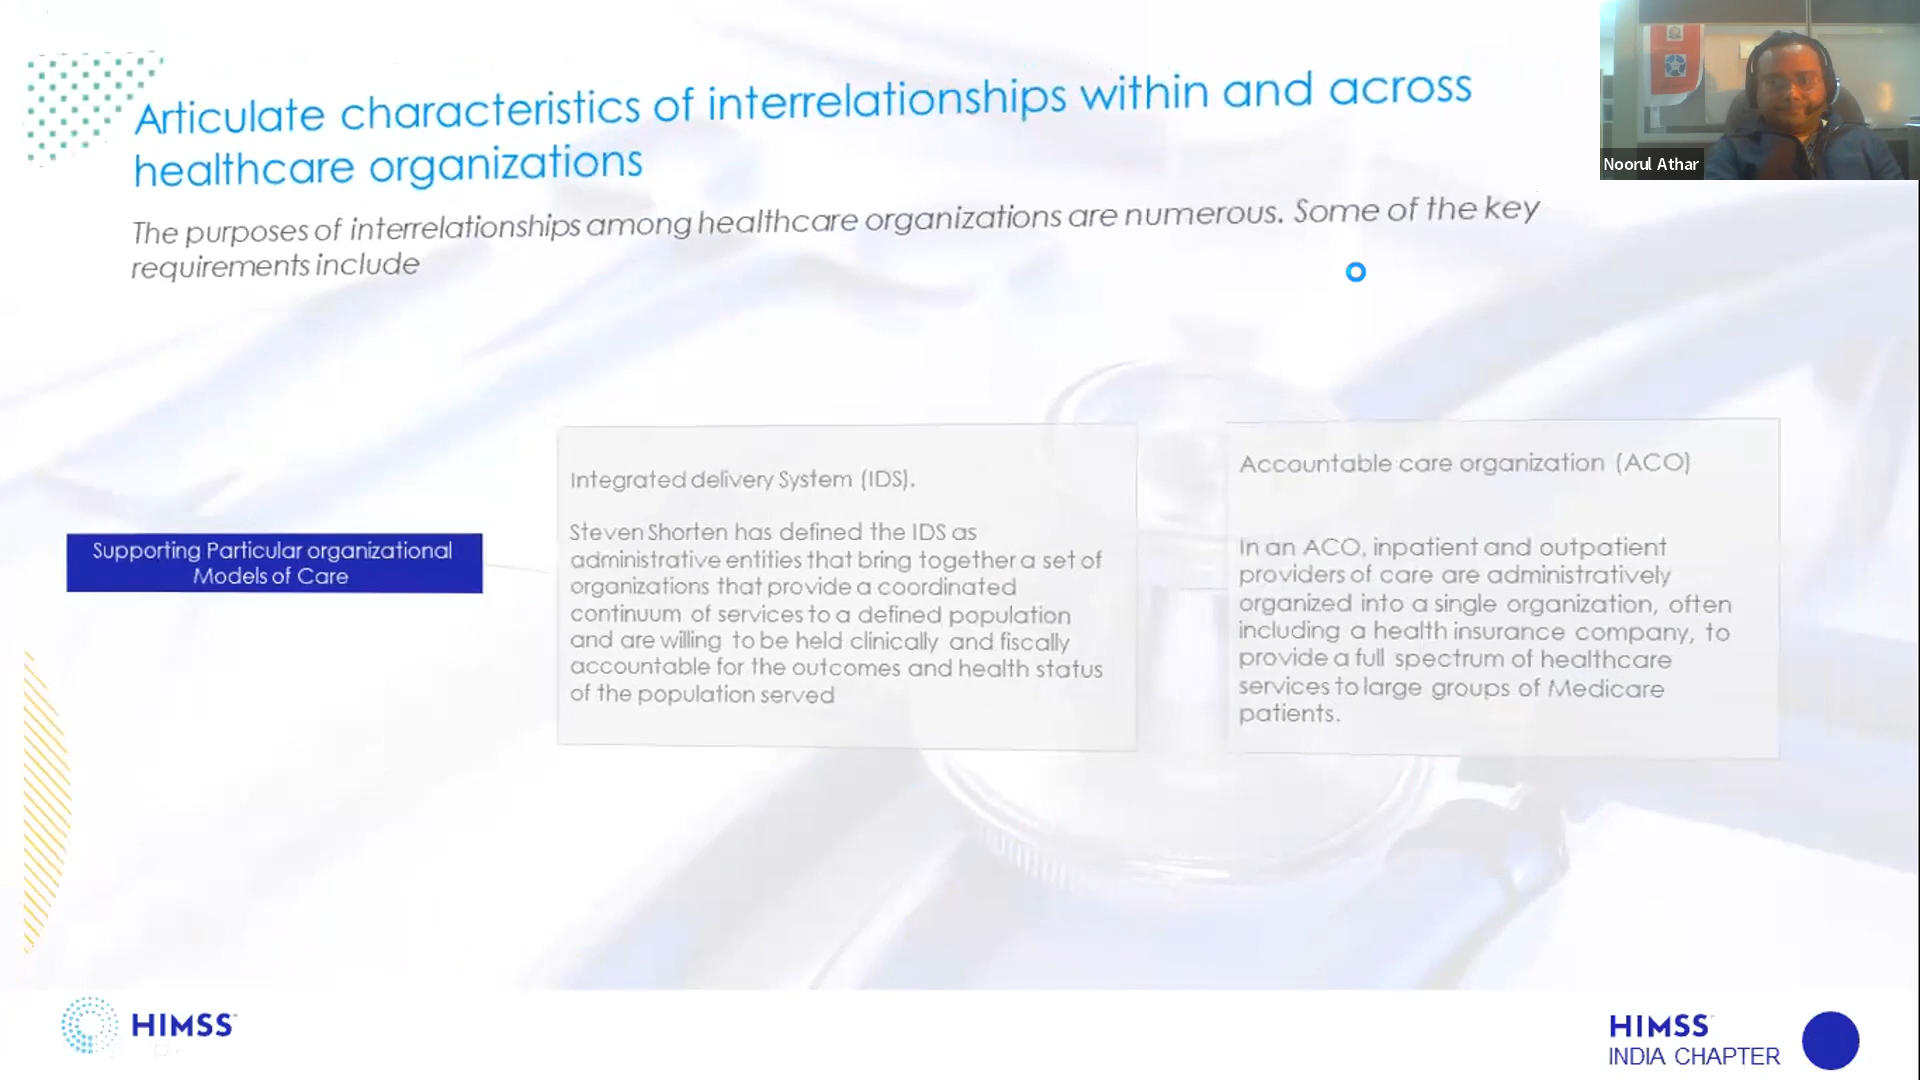 Articulate characteristics of interrelationships within and across
healthcare organizations
The purposes of interrelationships among healthcare organizations are numerous. Some of the key
requirements include
Noorul Athar
Supporting Particular organizational
Models of Care
Integrated delivery System (IDS).
Steven Shorten has defined the IDS as
administrative entities that bring together a set of
organizations that provide a coordinated
continuum of services to a defined population
and are willing to be held clinically and fiscally
accountable for the outcomes and health status
of the population served
Accountable care organization (ACO)
In an ACO, inpatient and outpatient
providers of care are administratively
organized into a single organization, often
including a health insurance company, to
provide a full spectrum of healthcare
services to large groups of Medicare
patients.
HIMSS
HIMSS
INDIA CHAPTER